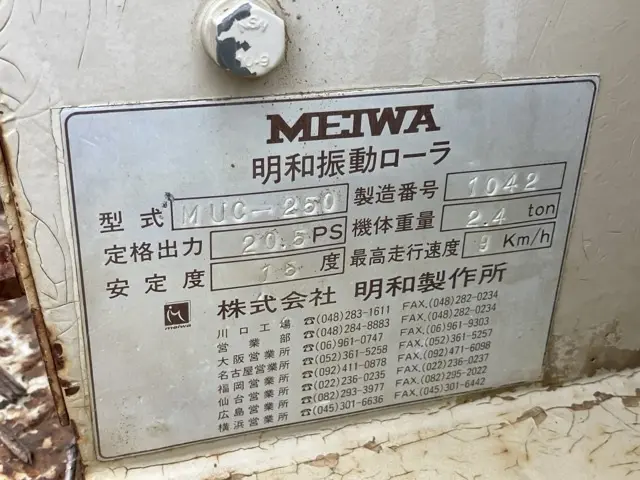 MEIWA
明和振動ローラ
型式 MUC-250 製造番号 1042
定格出力 20.5 PS 機体重量 2.4 ton
安定度 度 最高走行速度 9 Km/h
meiwa 株式会社 明和製作所
川口工場 ☎(048)283-1611 FAX.(048)282-0234
営業部 ☎(048)284-8883 FAX.(048)282-0234
大阪営業所 ☎(06)961-0747 FAX.(06)961-9303
名古屋営業所 ☎(052)361-5258 FAX.(052)361-5257
福岡営業所 ☎(092)411-0878 FAX.(092)471-6098
仙台営業所 ☎(022)236-0235 FAX.(022)236-0237
広島営業所 ☎(082)293-3977 FAX.(082)295-2022
横浜営業所 ☎(045)301-6636 FAX.(045)301-6442